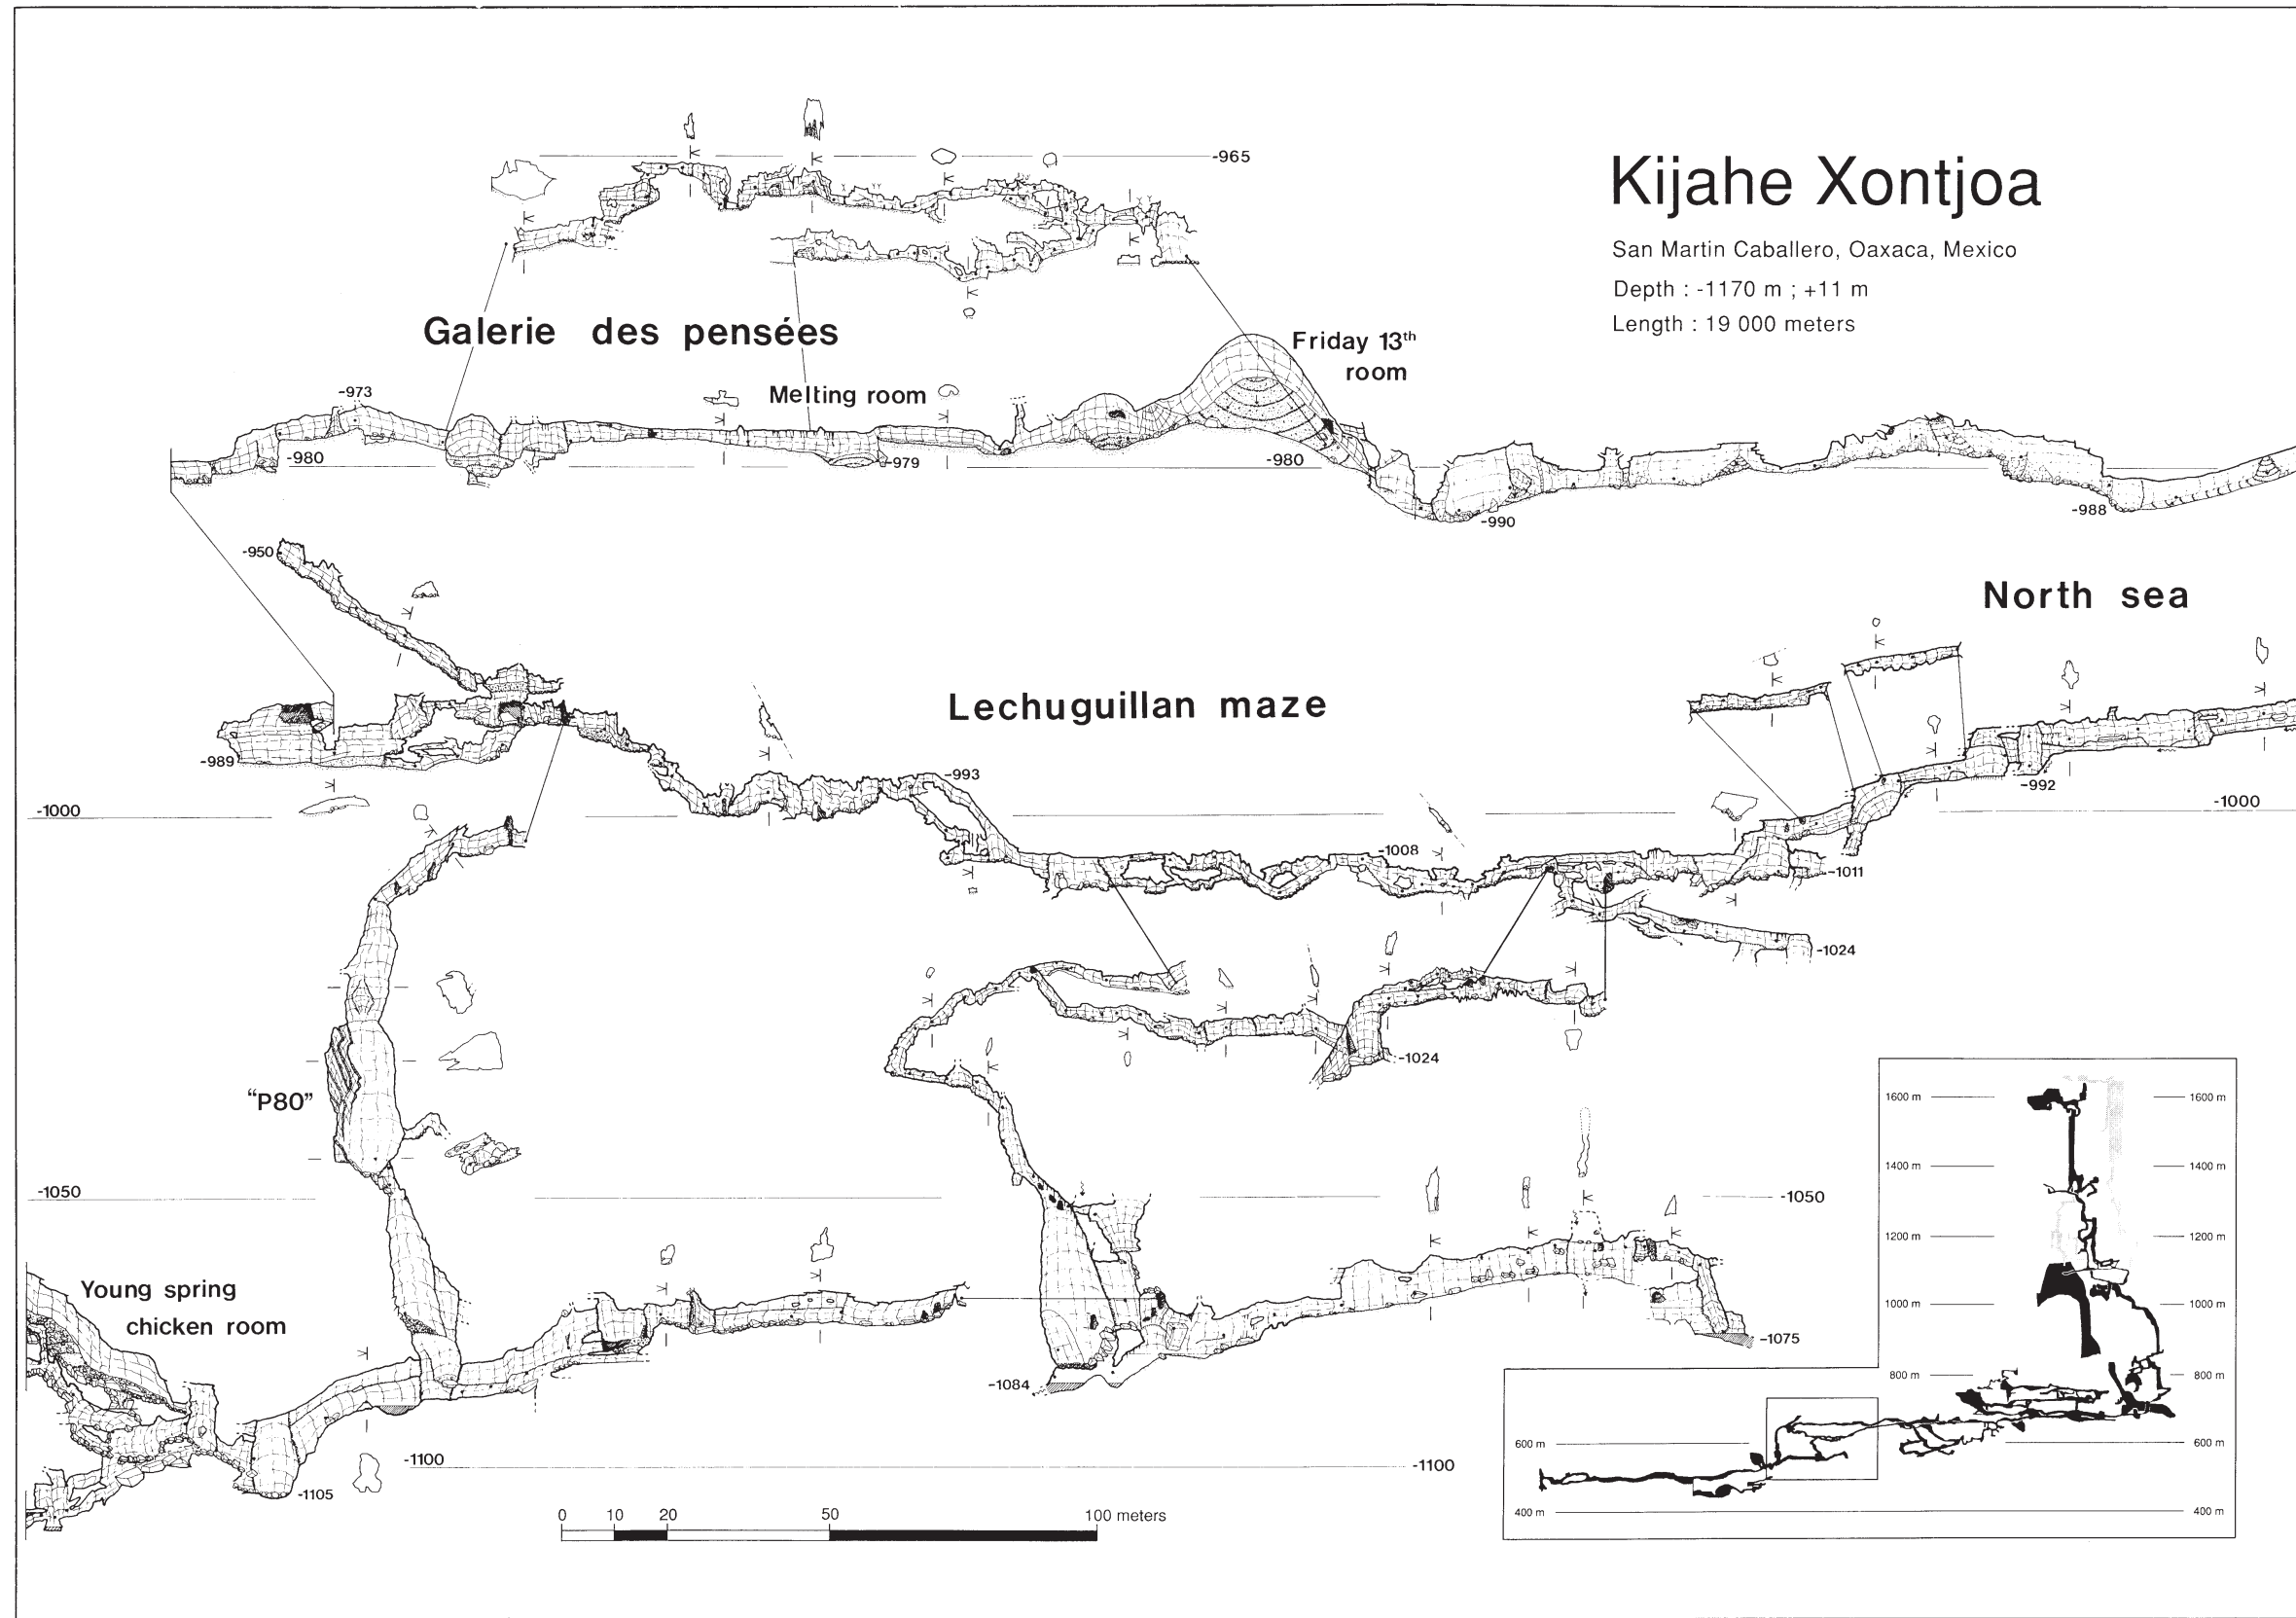 -965
Kijahe Xontjoa
San Martin Caballero, Oaxaca, Mexico
Depth : -1170 m ; +11 m
Length : 19 000 meters
Galerie des pensées
Friday 13th
room
-973
Melting room
-980
-979
-980
-990
-988
-950
North sea
Lechuguillan maze
-989
-993
-992
-1000
-1000
-1008
-1011
-1024
-1024
"P80"
1600 m
1600 m
1400 m
1400 m
-1050
-1050
1200 m
1200 m
Young spring
chicken room
1000 m
1000 m
-1075
-1084
800 m
800 m
600 m
600 m
-1100
-1100
-1105
400 m
400 m
0 10 20 50 100 meters